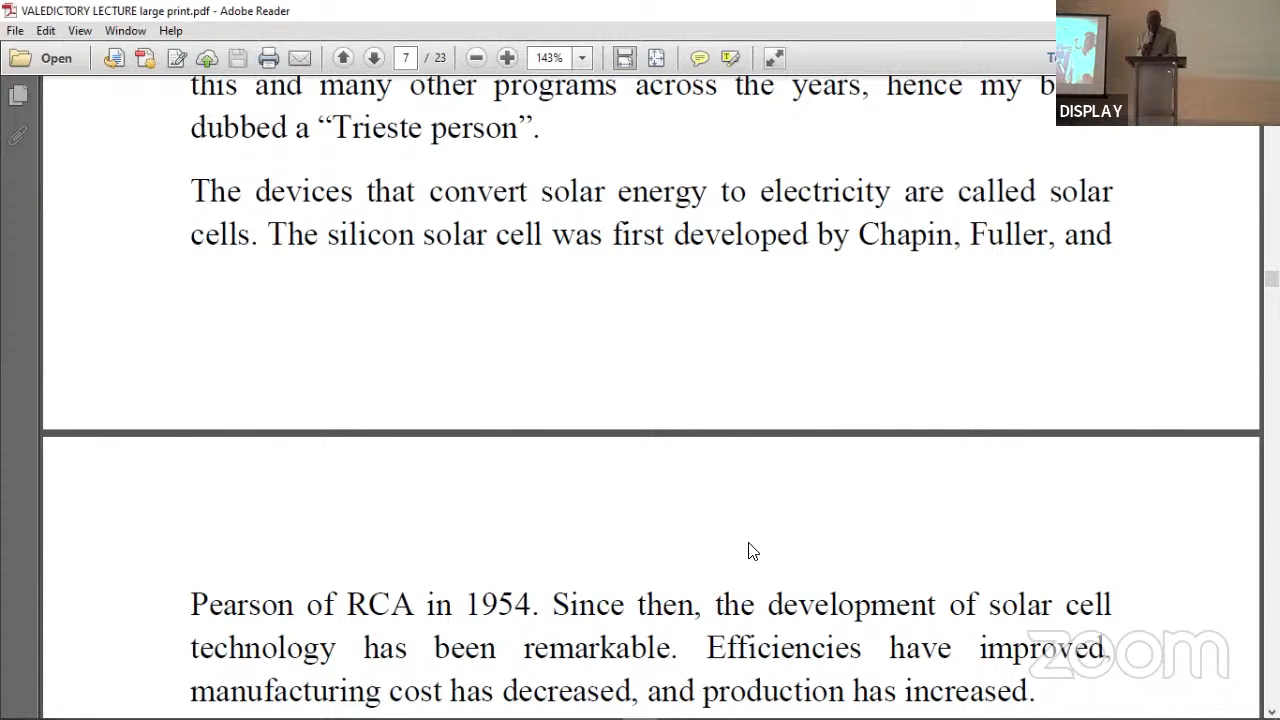 VALEDICTORY LECTURE large print.pdf - Adobe Reader
File Edit View Window Help
Open 7 / 23 143%
DISPLAY
this and many other programs across the years, hence my
dubbed a “Trieste person”.
The devices that convert solar energy to electricity are called solar
cells. The silicon solar cell was first developed by Chapin, Fuller, and
Pearson of RCA in 1954. Since then, the development of solar cell
technology has been remarkable. Efficiencies have improved,
manufacturing cost has decreased, and production has increased.
zoom